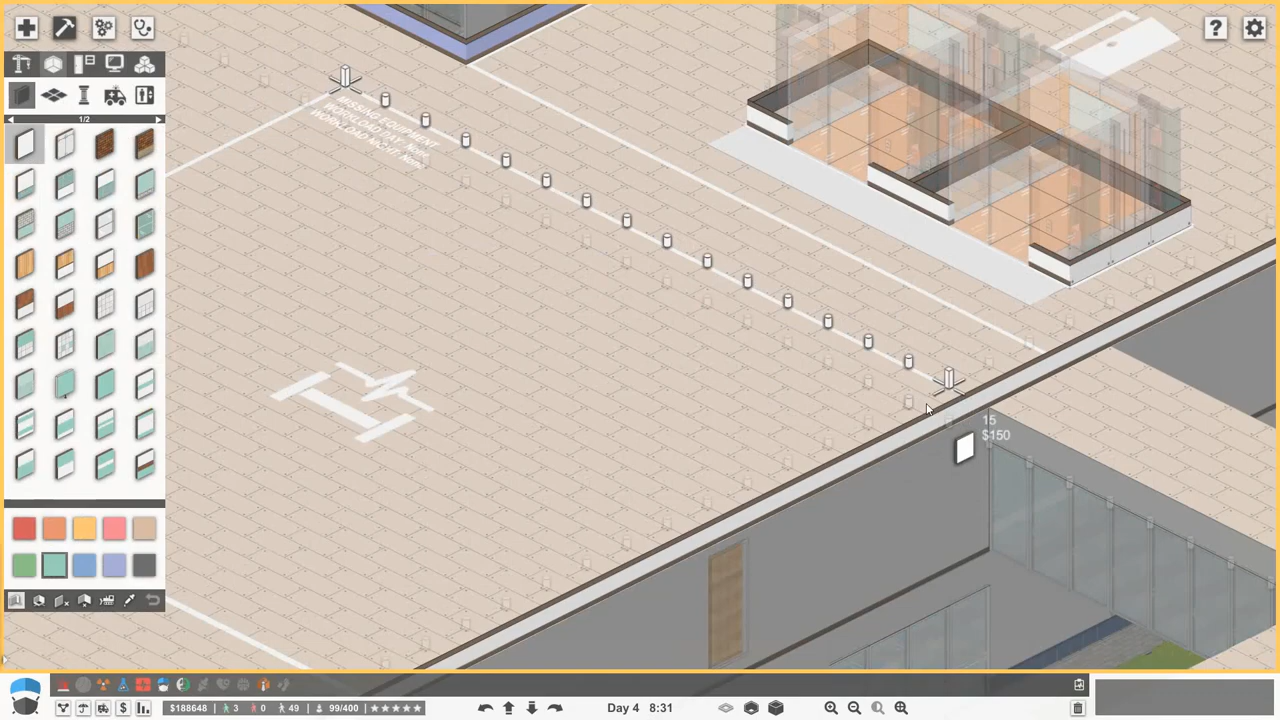 1/2
MISSING EQUIPMENT
WORKLOAD DAY: None
WORKLOAD NIGHT: None
15
$150
$188648
3
0
49
99/400
Day 4
8:31
?